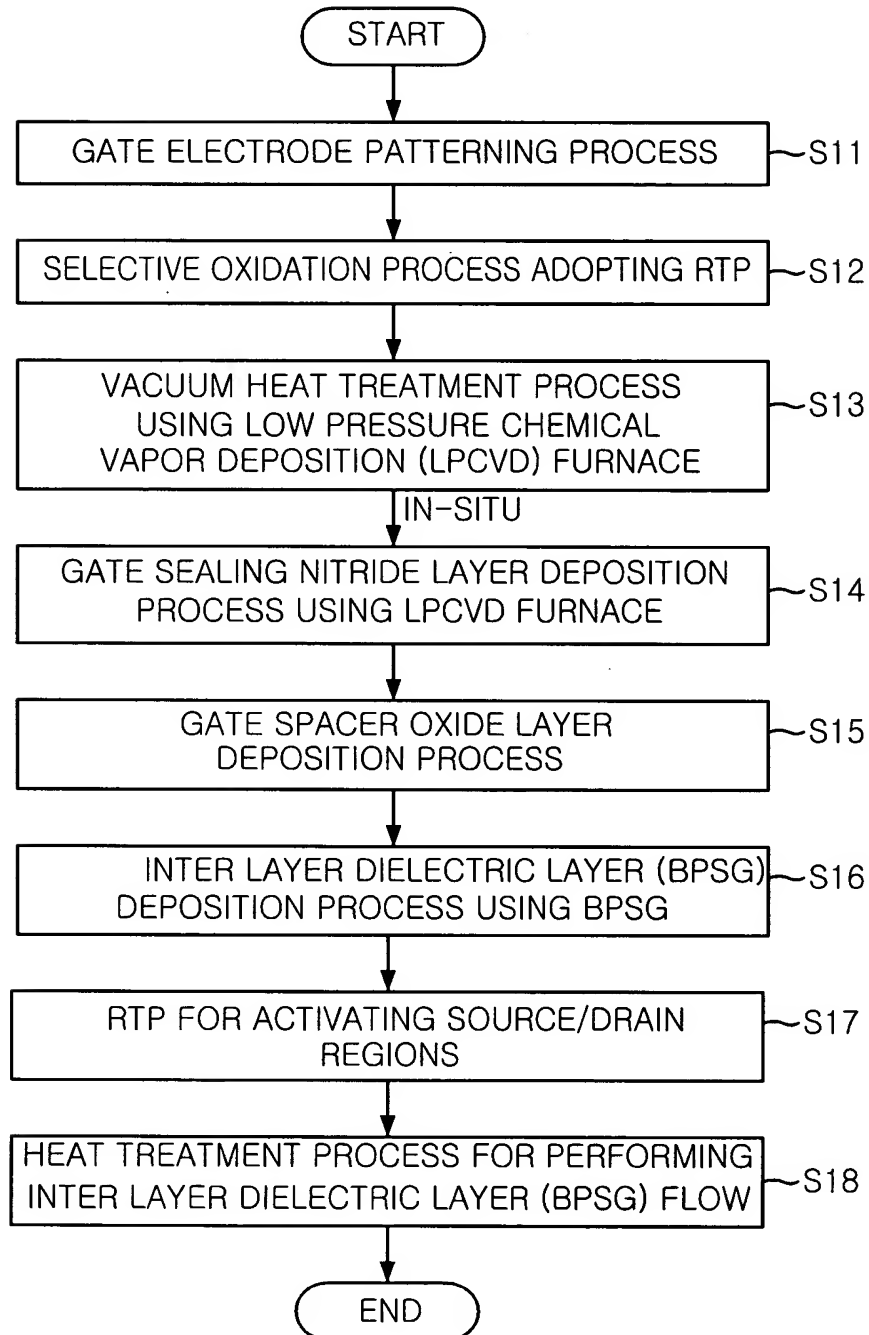 START
GATE ELECTRODE PATTERNING PROCESS
S11
SELECTIVE OXIDATION PROCESS ADOPTING RTP
S12
VACUUM HEAT TREATMENT PROCESS
USING LOW PRESSURE CHEMICAL
VAPOR DEPOSITION (LPCVD) FURNACE
S13
IN-SITU
GATE SEALING NITRIDE LAYER DEPOSITION
PROCESS USING LPCVD FURNACE
S14
GATE SPACER OXIDE LAYER
DEPOSITION PROCESS
S15
INTER LAYER DIELECTRIC LAYER (BPSG)
DEPOSITION PROCESS USING BPSG
S16
RTP FOR ACTIVATING SOURCE/DRAIN
REGIONS
S17
HEAT TREATMENT PROCESS FOR PERFORMING
INTER LAYER DIELECTRIC LAYER (BPSG) FLOW
S18
END